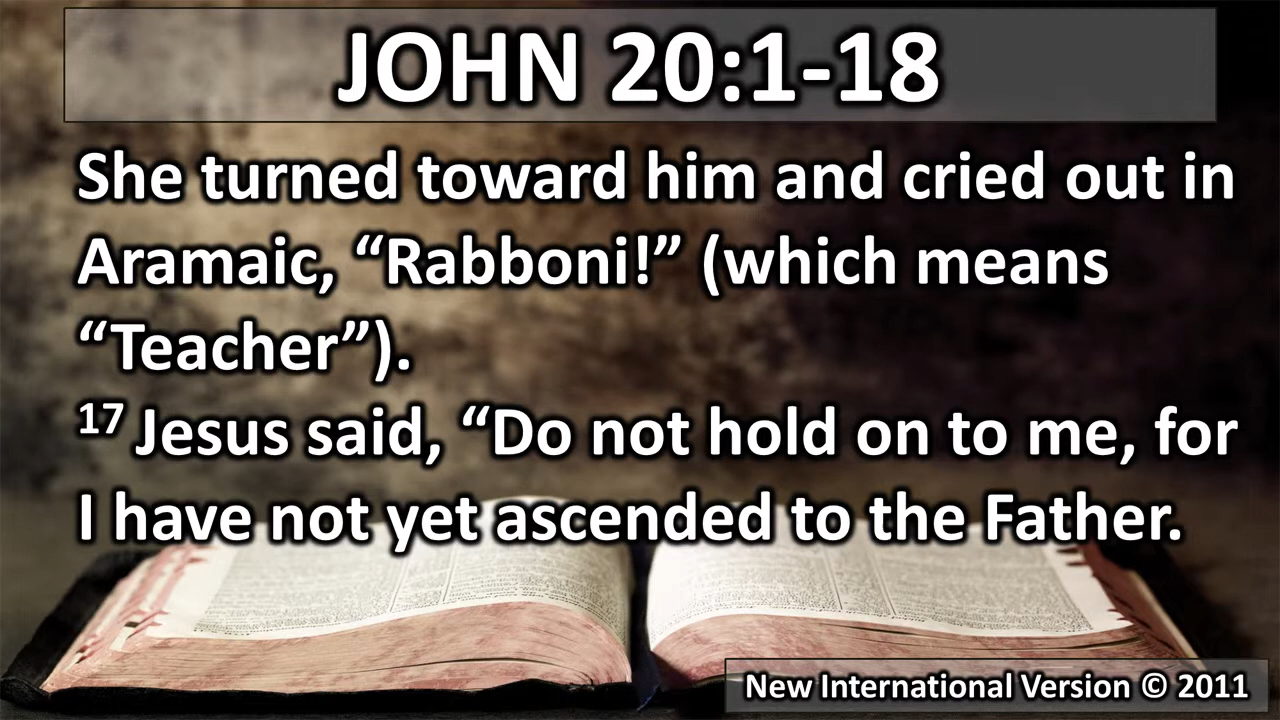 JOHN 20:1-18
She turned toward him and cried out in
Aramaic, “Rabboni!” (which means
“Teacher”).
17 Jesus said, “Do not hold on to me, for
I have not yet ascended to the Father.
New International Version © 2011